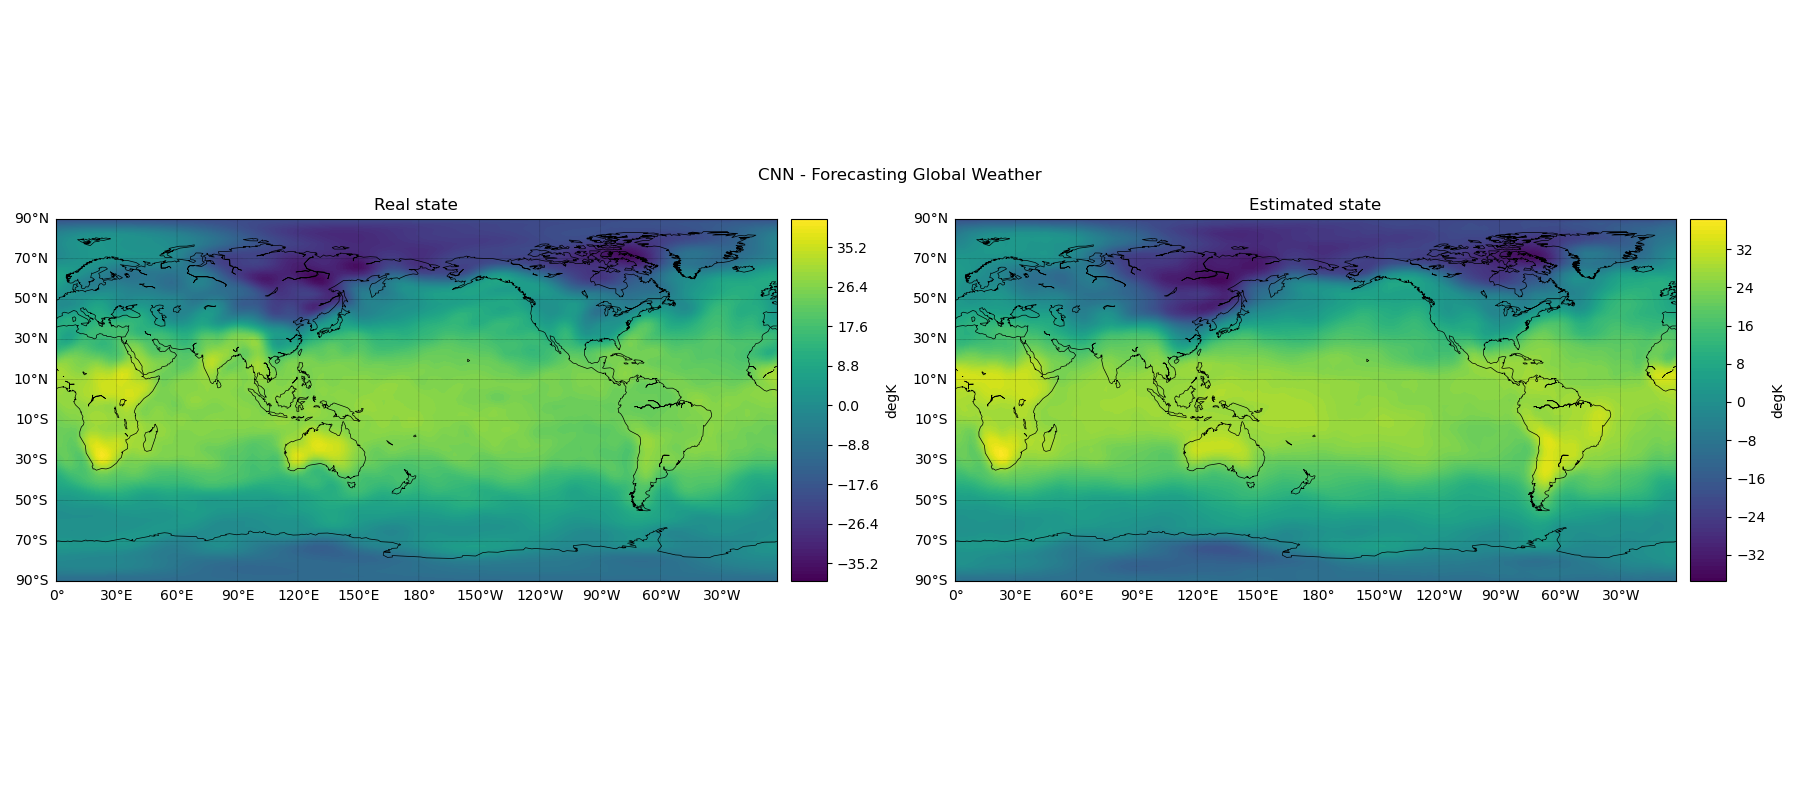 CNN - Forecasting Global Weather
Real state
90°N
70°N
50°N
30°N
10°N
10°S
30°S
50°S
70°S
90°S
0° 30°E 60°E 90°E 120°E 150°E 180° 150°W 120°W 90°W 60°W 30°W
35.2
26.4
17.6
8.8
0.0
−8.8
−17.6
−26.4
−35.2
degK
Estimated state
90°N
70°N
50°N
30°N
10°N
10°S
30°S
50°S
70°S
90°S
0° 30°E 60°E 90°E 120°E 150°E 180° 150°W 120°W 90°W 60°W 30°W
32
24
16
8
0
−8
−16
−24
−32
degK